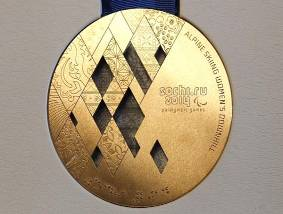 ALPINE SKIING WOMEN'S DOWNHILL
sochi.ru
2014
PARALYMPIC GAMES